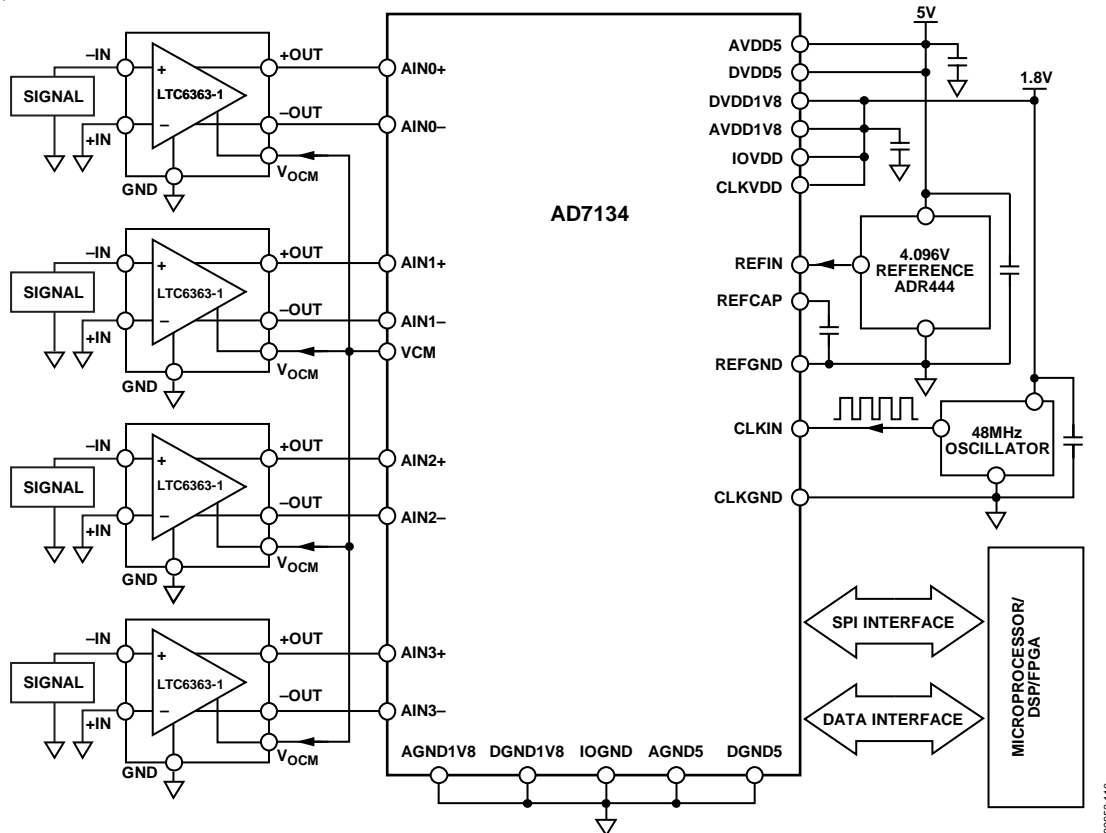 5V
1.8V
–IN
+OUT
SIGNAL
+
LTC6363-1
–
–OUT
+IN
GND
VOCM
–IN
+OUT
SIGNAL
+
LTC6363-1
–
–OUT
+IN
GND
VOCM
–IN
+OUT
SIGNAL
+
LTC6363-1
–
–OUT
+IN
GND
VOCM
–IN
+OUT
SIGNAL
+
LTC6363-1
–
–OUT
+IN
GND
VOCM
AD7134
AIN0+
AIN0–
AIN1+
AIN1–
VCM
AIN2+
AIN2–
AIN3+
AIN3–
AVDD5
DVDD5
DVDD1V8
AVDD1V8
IOVDD
CLKVDD
REFIN
REFCAP
REFGND
CLKIN
CLKGND
AGND1V8 DGND1V8 IOGND AGND5 DGND5
4.096V
REFERENCE
ADR444
48MHz
OSCILLATOR
SPI INTERFACE
DATA INTERFACE
MICROPROCESSOR/
DSP/FPGA